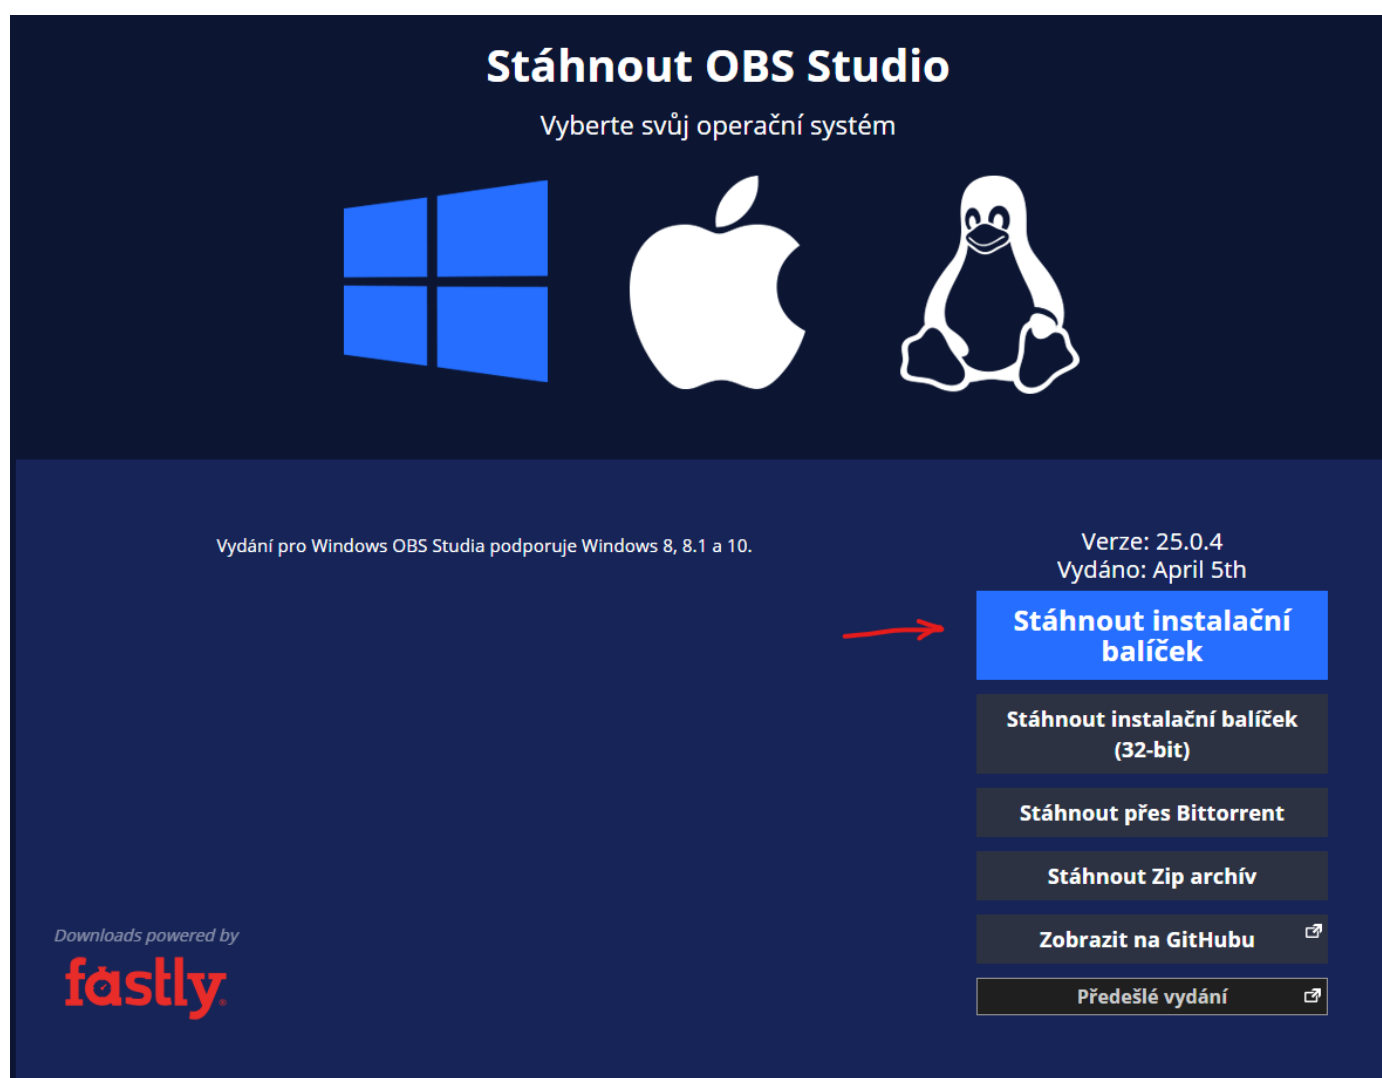 Stáhnout OBS Studio
Vyberte svůj operační systém
Vydání pro Windows OBS Studia podporuje Windows 8, 8.1 a 10.
Verze: 25.0.4
Vydáno: April 5th
Stáhnout instalační
balíček
Stáhnout instalační balíček
(32-bit)
Stáhnout přes Bittorrent
Stáhnout Zip archív
Zobrazit na GitHubu
Předešlé vydání
Downloads powered by
fastly®